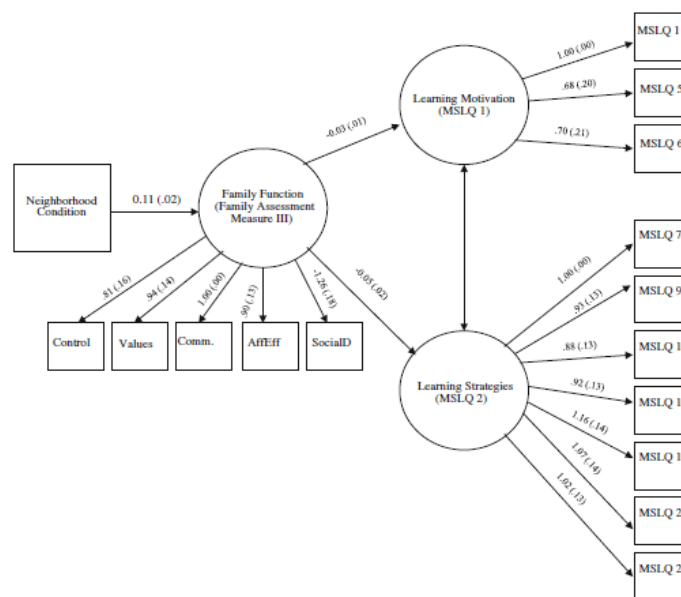 MSLQ 1
1.00 (.00)
Learning Motivation
(MSLQ 1)
.68 (.20)
MSLQ 5
.70 (.21)
MSLQ 6
-0.03 (.01)
Neighborhood
Condition
0.11 (.02)
Family Function
(Family Assessment
Measure III)
.81 (.16)
.94 (.14)
1.00 (.00)
.90 (.13)
-1.26 (.18)
-0.05 (.02)
Control
Values
Comm.
AffEff
SocialD
Learning Strategies
(MSLQ 2)
1.00 (.00)
MSLQ 7
.93 (.13)
MSLQ 9
.88 (.13)
MSLQ 1
.92 (.13)
MSLQ 1
1.16 (.14)
MSLQ 1
1.07 (.14)
MSLQ 2
1.02 (.13)
MSLQ 2